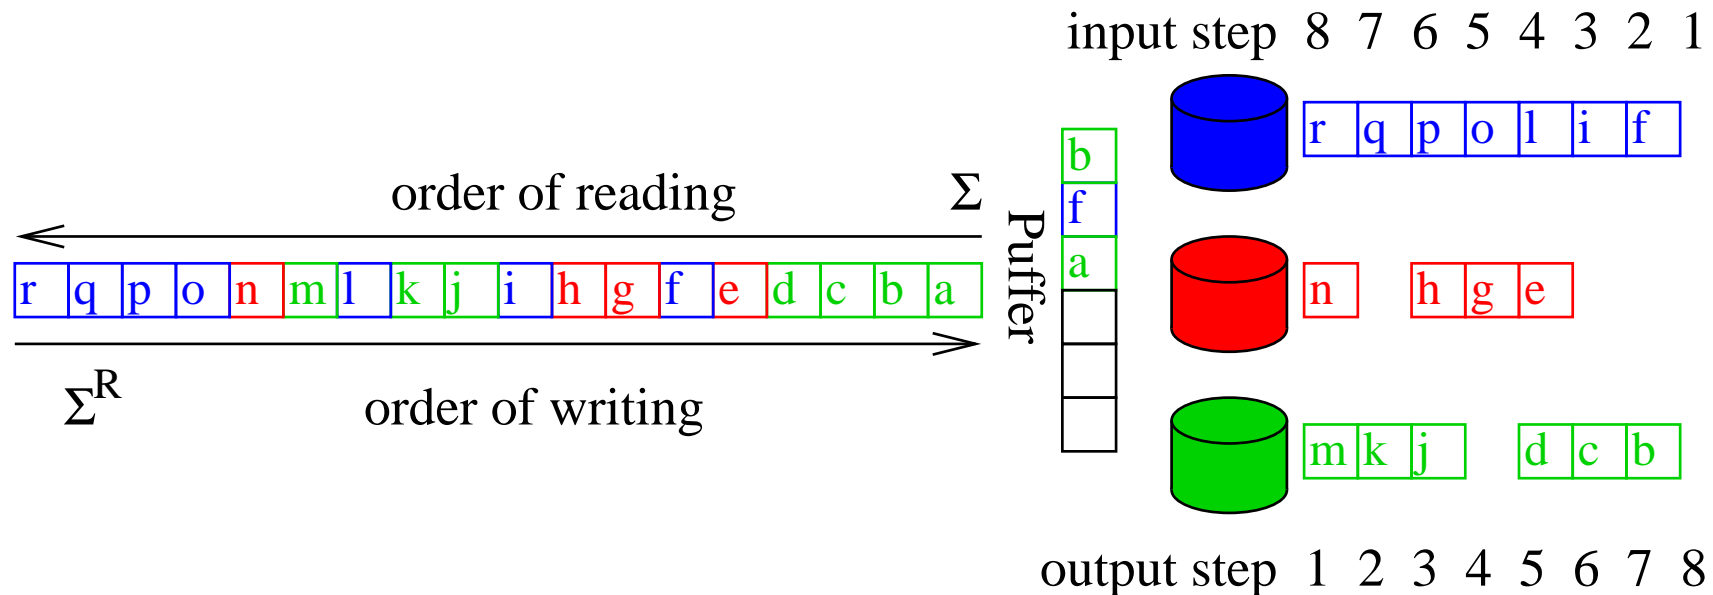 input step 8 7 6 5 4 3 2 1
r q p o l i f
b
f
a
Puffer
order of reading Σ
r q p o n m l k j i h g f e d c b a
n h g e
Σ^R order of writing
m k j d c b
output step 1 2 3 4 5 6 7 8